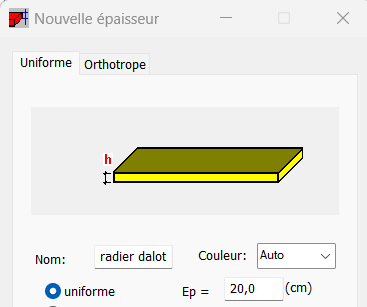 Nouvelle épaisseur
Uniforme Orthotrope
h
Nom: radier dalot Couleur: Auto
uniforme Ep = 20,0 (cm)